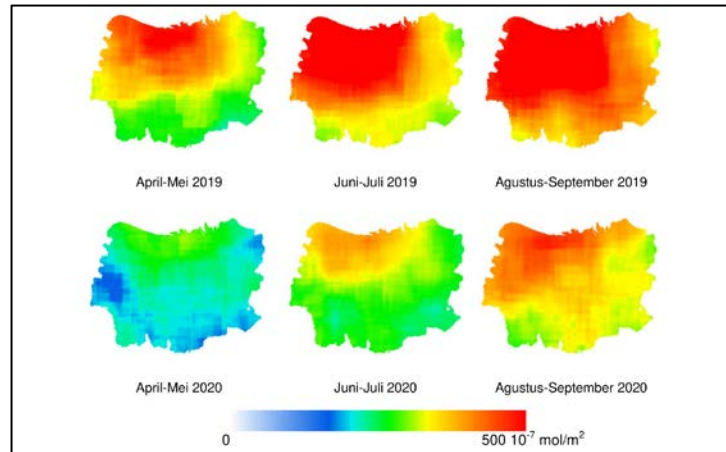 April-Mei 2019 Juni-Juli 2019 Agustus-September 2019
April-Mei 2020 Juni-Juli 2020 Agustus-September 2020
0 500 10⁻⁷ mol/m²